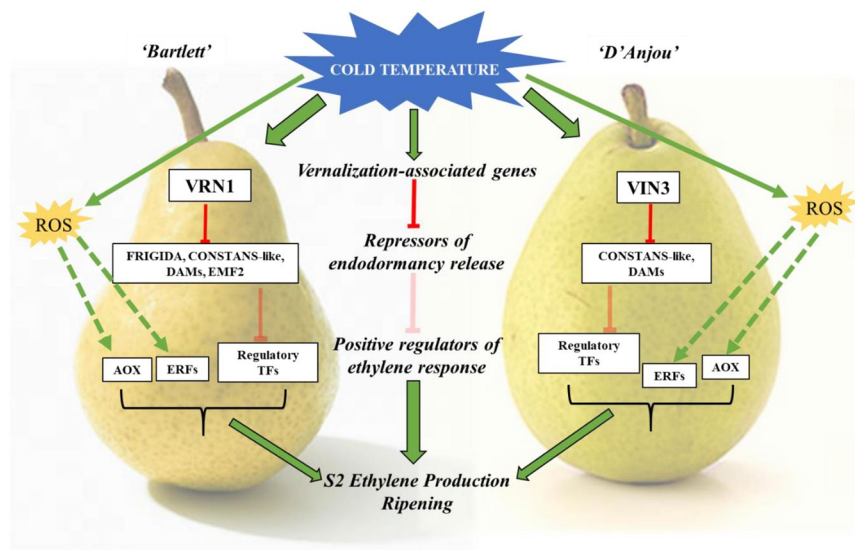 ‘Bartlett’
COLD TEMPERATURE
‘D’Anjou’
Vernalization-associated genes
VRN1
VIN3
ROS
ROS
Repressors of
endodormancy release
FRIGIDA, CONSTANS-like,
DAMs, EMF2
CONSTANS-like,
DAMs
Positive regulators of
ethylene response
AOX
ERFs
Regulatory
TFs
Regulatory
TFs
ERFs
AOX
S2 Ethylene Production
Ripening